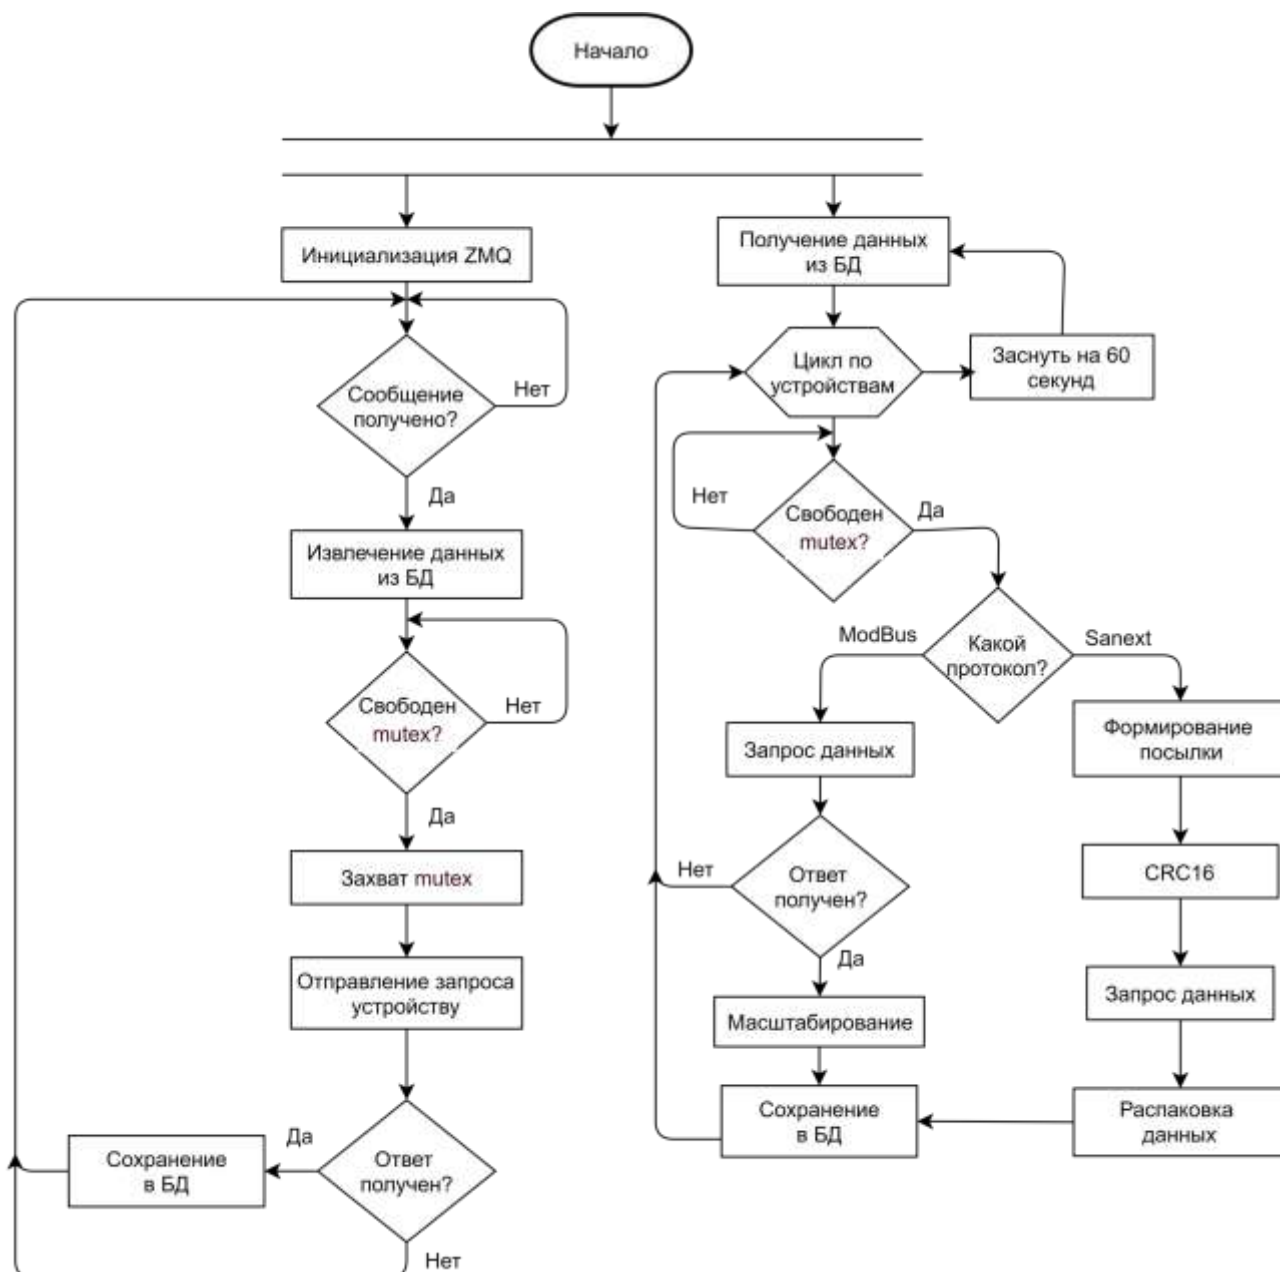 Начало
Инициализация ZMQ
Сообщение
получено?
Нет
Да
Извлечение данных
из БД
Свободен
mutex?
Нет
Да
Захват mutex
Отправление запроса
устройству
Ответ
получен?
Да
Сохранение
в БД
Нет
Получение данных
из БД
Цикл по
устройствам
Заснуть на 60
секунд
Свободен
mutex?
Нет
Да
Какой
протокол?
ModBus
Sanext
Запрос данных
Ответ
получен?
Нет
Да
Масштабирование
Сохранение
в БД
Формирование
посылки
CRC16
Запрос данных
Распаковка
данных